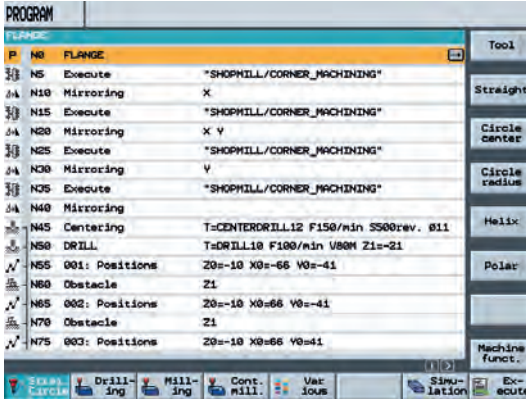 PROGRAM
FLANGE
P N0 FLANGE
N5 Execute "SHOPMILL/CORNER_MACHINING"
N10 Mirroring X
N15 Execute "SHOPMILL/CORNER_MACHINING"
N20 Mirroring X Y
N25 Execute "SHOPMILL/CORNER_MACHINING"
N30 Mirroring Y
N35 Execute "SHOPMILL/CORNER_MACHINING"
N40 Mirroring
N45 Centering T=CENTERDRILL12 F150/min S500rev. Ø11
N50 DRILL T=DRILL10 F100/min V80M Z1=-21
N55 001: Positions Z0=-10 X0=-66 Y0=-41
N60 Obstacle Z1
N65 002: Positions Z0=-10 X0=66 Y0=-41
N70 Obstacle Z1
N75 003: Positions Z0=-10 X0=66 Y0=41
Tool
Straight
Circle
center
Circle
radius
Helix
Polar
Machine
funct.
Strai.
Circle
Drill-
ing
Mill-
ing
Cont.
mill.
Var
ious
Simu-
lation
Ex-
ecute